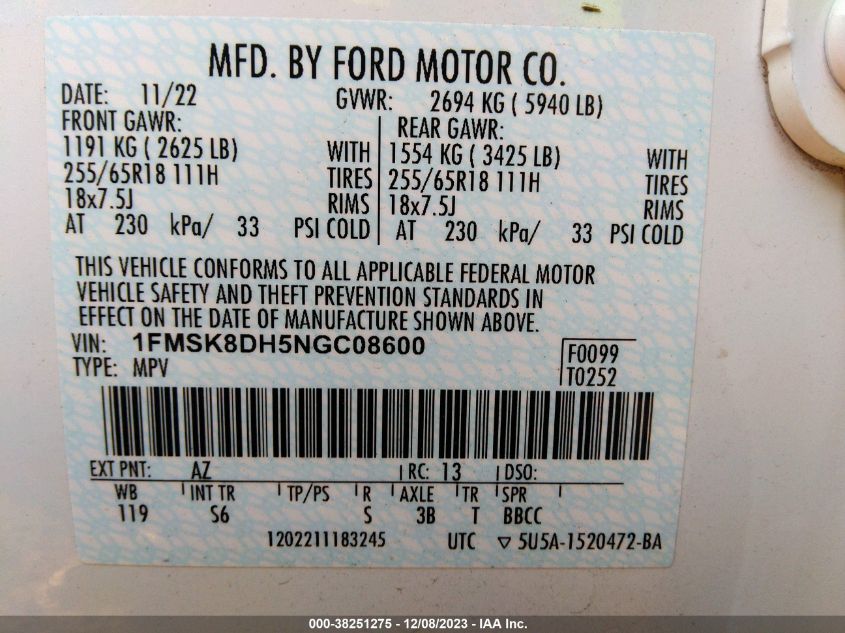 MFD. BY FORD MOTOR CO.
DATE: 11/22 GVWR: 2694 KG ( 5940 LB)
FRONT GAWR: REAR GAWR:
1191 KG ( 2625 LB) WITH 1554 KG ( 3425 LB) WITH
255/65R18 111H TIRES 255/65R18 111H TIRES
18x7.5J RIMS 18x7.5J RIMS
AT 230 kPa/ 33 PSI COLD AT 230 kPa/ 33 PSI COLD
THIS VEHICLE CONFORMS TO ALL APPLICABLE FEDERAL MOTOR
VEHICLE SAFETY AND THEFT PREVENTION STANDARDS IN
EFFECT ON THE DATE OF MANUFACTURE SHOWN ABOVE.
VIN: 1FMSK8DH5NGC08600 F0099
TYPE: MPV T0252
EXT PNT: AZ RC: 13 DSO:
WB INT TR TP/PS R AXLE TR SPR
119 S6 S 3B T BBCC
1202211183245 UTC ▽ 5U5A-1520472-BA
000-38251275 - 12/08/2023 - IAA Inc.